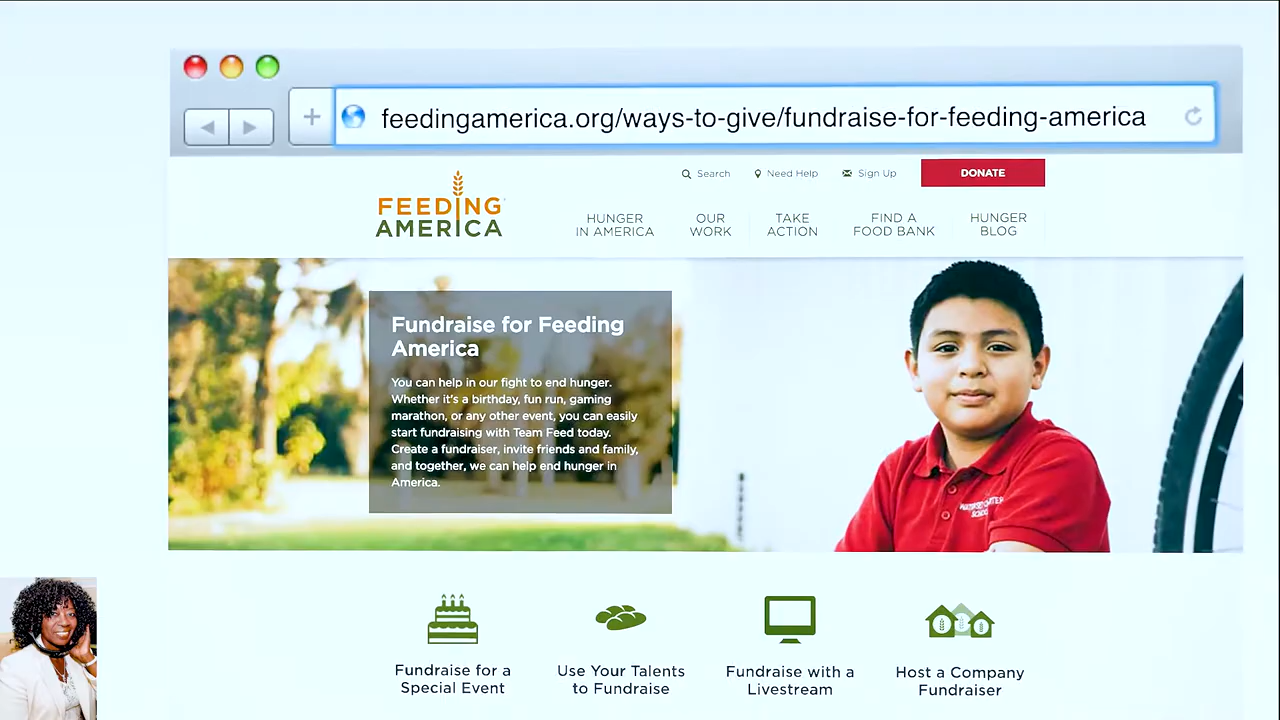 feedingamerica.org/ways-to-give/fundraise-for-feeding-america
Search
Need Help
Sign Up
DONATE
FEEDING
AMERICA
HUNGER
IN AMERICA
OUR
WORK
TAKE
ACTION
FIND A
FOOD BANK
HUNGER
BLOG
Fundraise for Feeding
America
You can help in our fight to end hunger.
Whether it's a birthday, fun run, gaming
marathon, or any other event, you can easily
start fundraising with Team Feed today.
Create a fundraiser, invite friends and family,
and together, we can help end hunger in
America.
SCHOOL
Fundraise for a
Special Event
Use Your Talents
to Fundraise
Fundraise with a
Livestream
Host a Company
Fundraiser